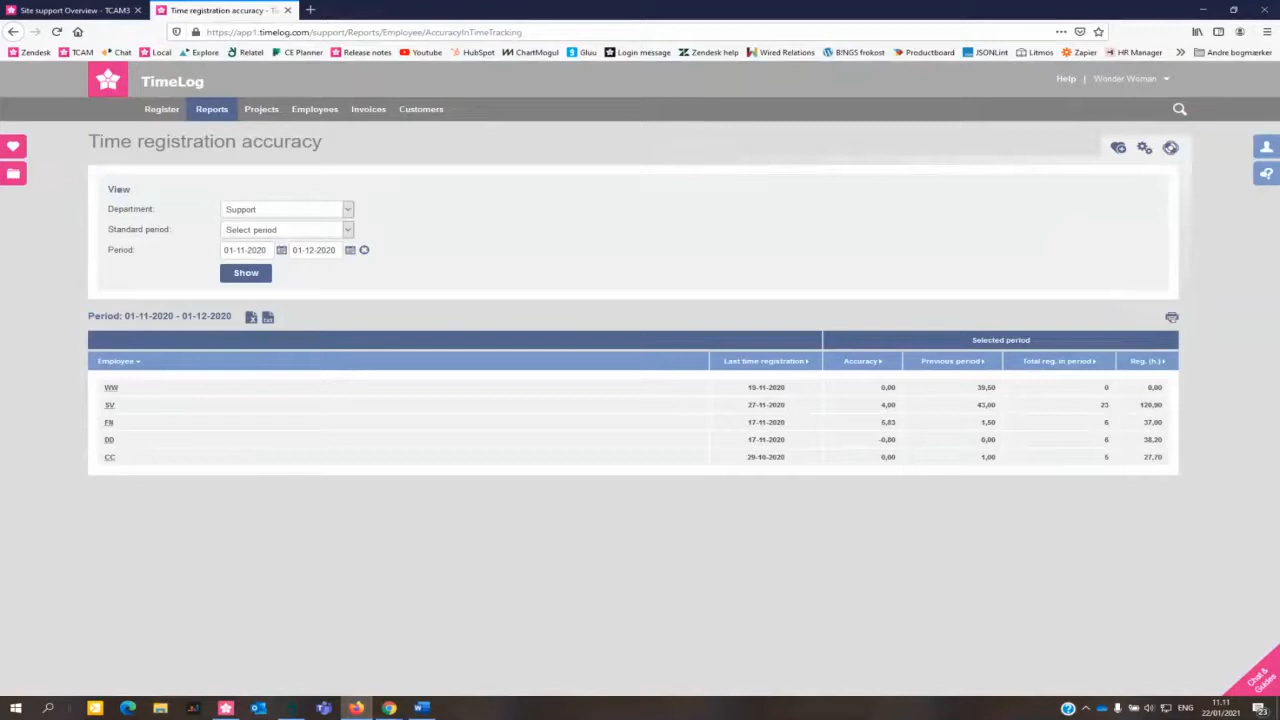 Site support Overview - TCAM3
Time registration accuracy - Ti
https://app1.timelog.com/support/Reports/Employee/AccuracyInTimeTracking
Zendesk TCAM Chat Local Explore Relatel CE Planner Release notes Youtube HubSpot ChartMogul Gluu Login message Zendesk help Wired Relations B!NGS frokost Productboard JSONLint Litmos Zapier HR Manager Andre bogmærker
TimeLog
Help | Wonder Woman
Register Reports Projects Employees Invoices Customers
Time registration accuracy
View
Department: Support
Standard period: Select period
Period: 01-11-2020 01-12-2020
Show
Period: 01-11-2020 - 01-12-2020
Selected period
Employee Last time registration Accuracy Previous period Total reg. in period Reg. (h.)
WW 19-11-2020 0,00 39,50 0 0,00
SV 27-11-2020 4,00 43,00 23 120,90
FB 17-11-2020 5,83 1,50 6 37,00
DD 17-11-2020 -0,80 0,00 6 38,20
CC 29-10-2020 0,00 1,00 5 27,70
Chat &
Guides
ENG
11.11
22/01/2021
23